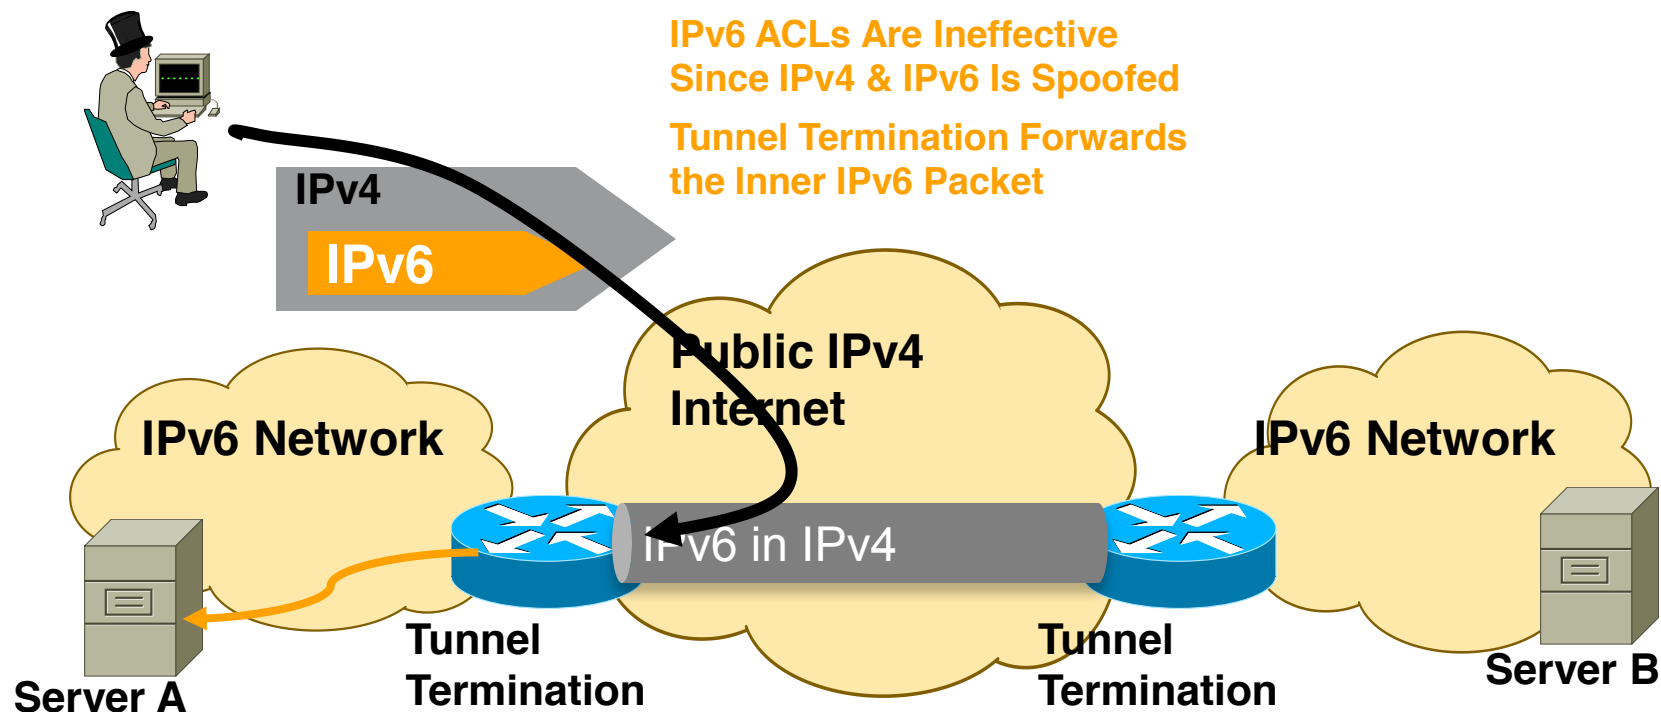 IPv6 ACLs Are Ineffective
Since IPv4 & IPv6 Is Spoofed
Tunnel Termination Forwards
the Inner IPv6 Packet
IPv4
IPv6
Public IPv4
Internet
IPv6 Network
IPv6 Network
IPv6 in IPv4
Tunnel
Termination
Tunnel
Termination
Server A
Server B